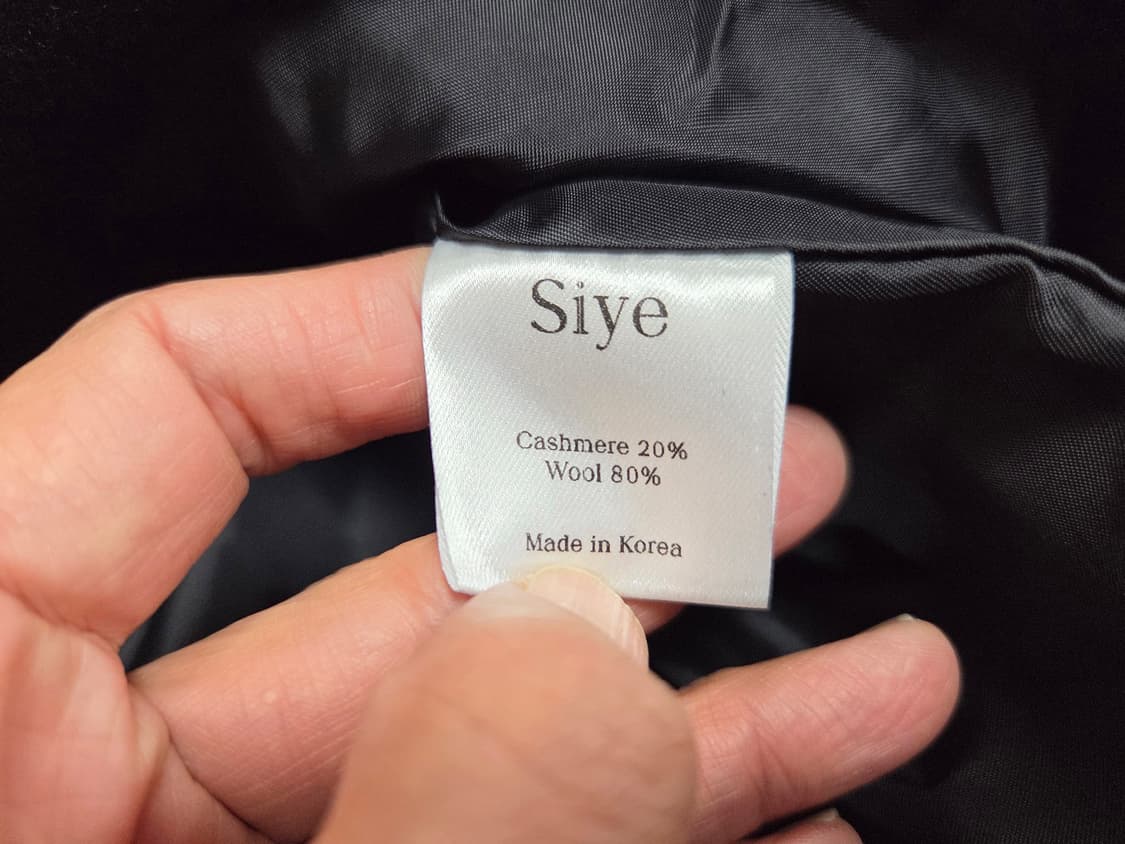 Siye
Cashmere 20%
Wool 80%
Made in Korea